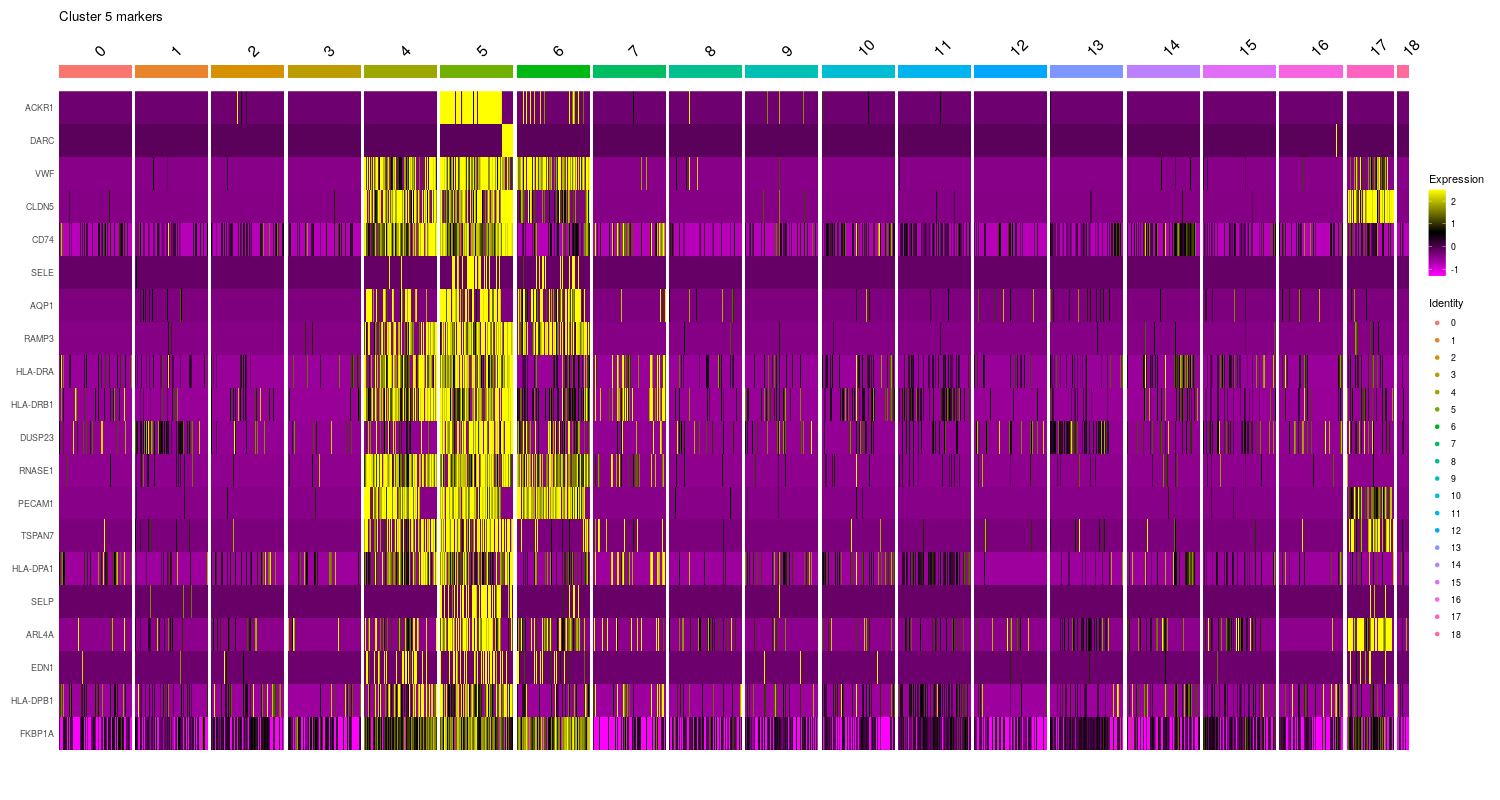 Cluster 5 markers
0 1 2 3 4 5 6 7 8 9 10 11 12 13 14 15 16 17 18
ACKR1
DARC
VWF
CLDN5
CD74
SELE
AQP1
RAMP3
HLA-DRA
HLA-DRB1
DUSP23
RNASE1
PECAM1
TSPAN7
HLA-DPA1
SELP
ARL4A
EDN1
HLA-DPB1
FKBP1A
Expression
2
1
0
-1
Identity
0
1
2
3
4
5
6
7
8
9
10
11
12
13
14
15
16
17
18